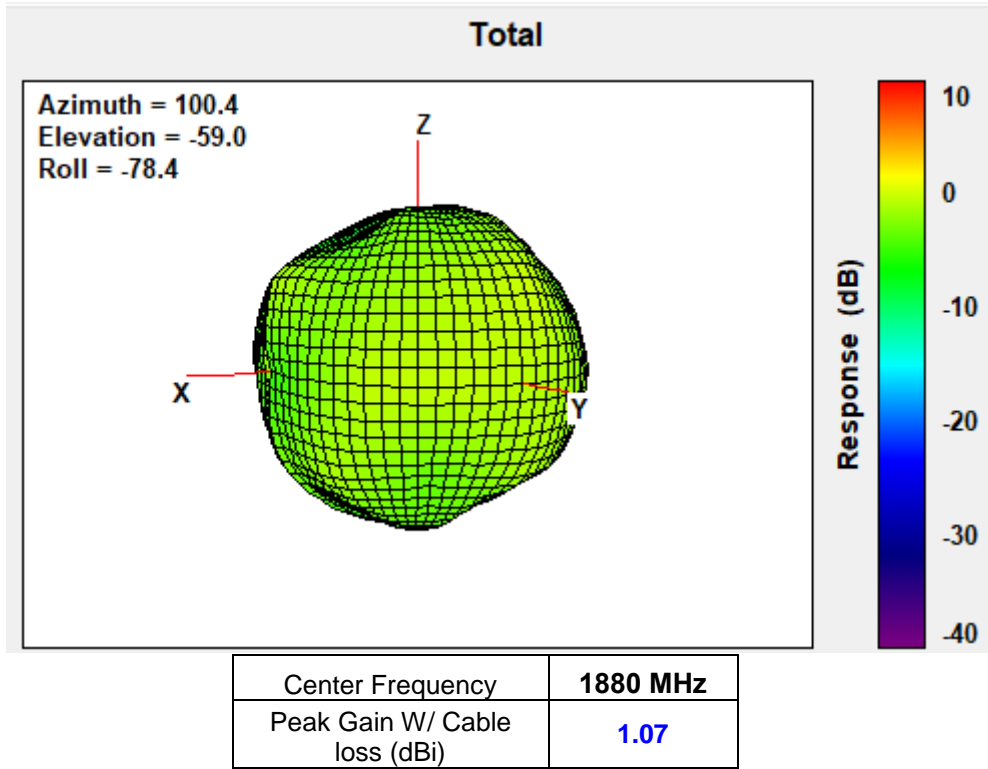 Total
Azimuth = 100.4
Elevation = -59.0
Roll = -78.4
Z
X
Y
10
0
-10
-20
-30
-40
Response (dB)
Center Frequency 1880 MHz
Peak Gain W/ Cable
loss (dBi) 1.07